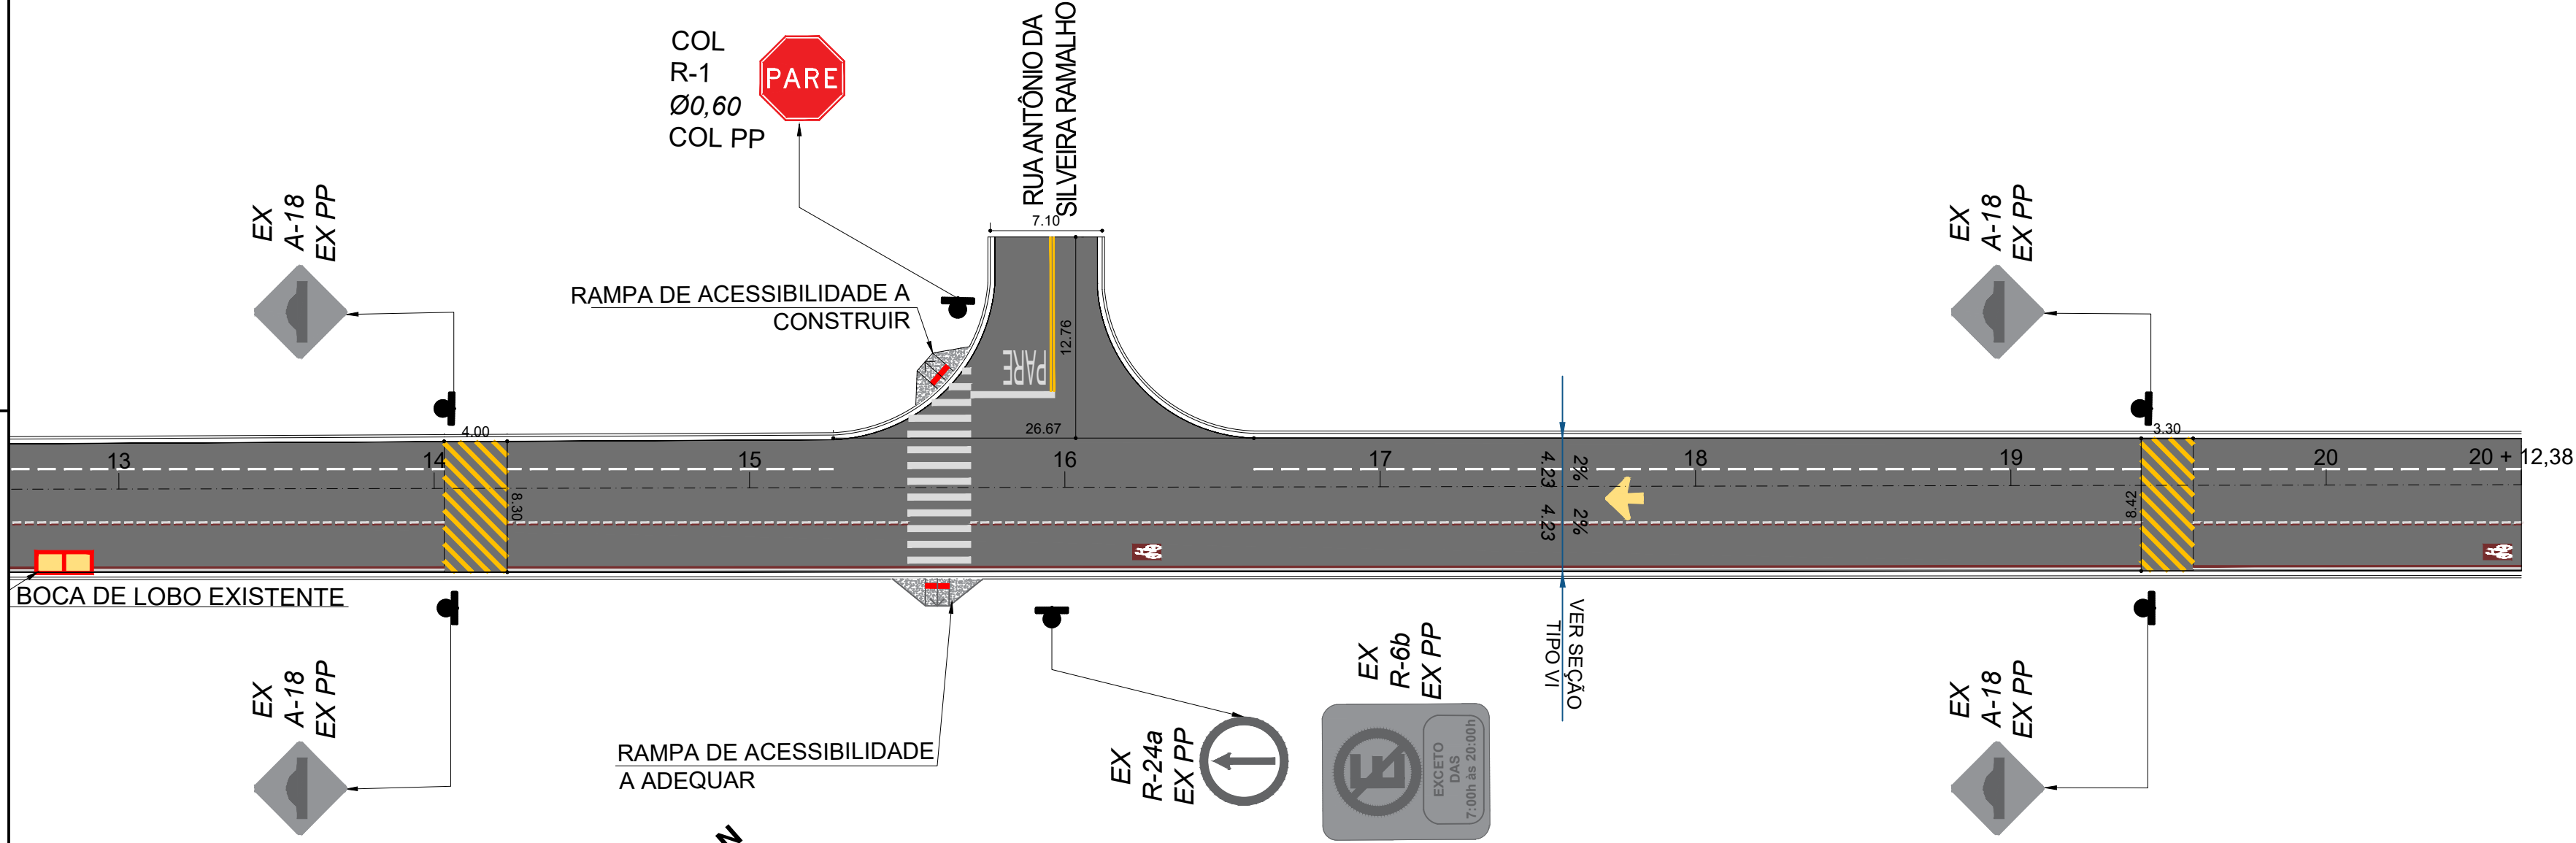 COL
R-1
Ø0,60
COL PP
PARE
RUA ANTÔNIO DA
SILVEIRA RAMALHO
7.10
EX
A-18
EX PP
EX
A-18
EX PP
RAMPA DE ACESSIBILIDADE A
CONSTRUIR
12.76
PARE
4.00
26.67
3.30
13
14
15
16
17
18
19
20
20 + 12,38
8.30
4.23
2%
4.23
2%
8.42
BOCA DE LOBO EXISTENTE
VER SEÇÃO
TIPO VI
EX
A-18
EX PP
RAMPA DE ACESSIBILIDADE
A ADEQUAR
EX
R-24a
EX PP
EX
R-6b
EX PP
E
EXCETO
DAS
7:00h às 20:00h
EX
A-18
EX PP
N